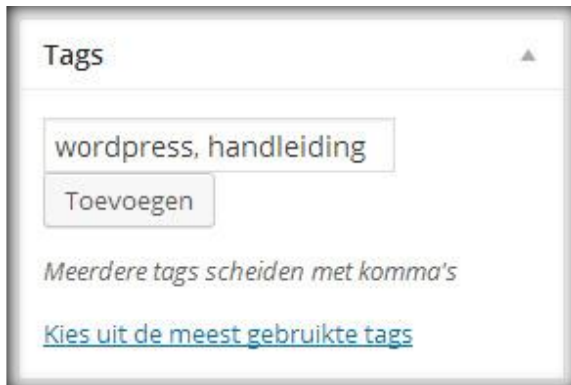 Tags
wordpress, handleiding
Toevoegen
Meerdere tags scheiden met komma's
Kies uit de meest gebruikte tags